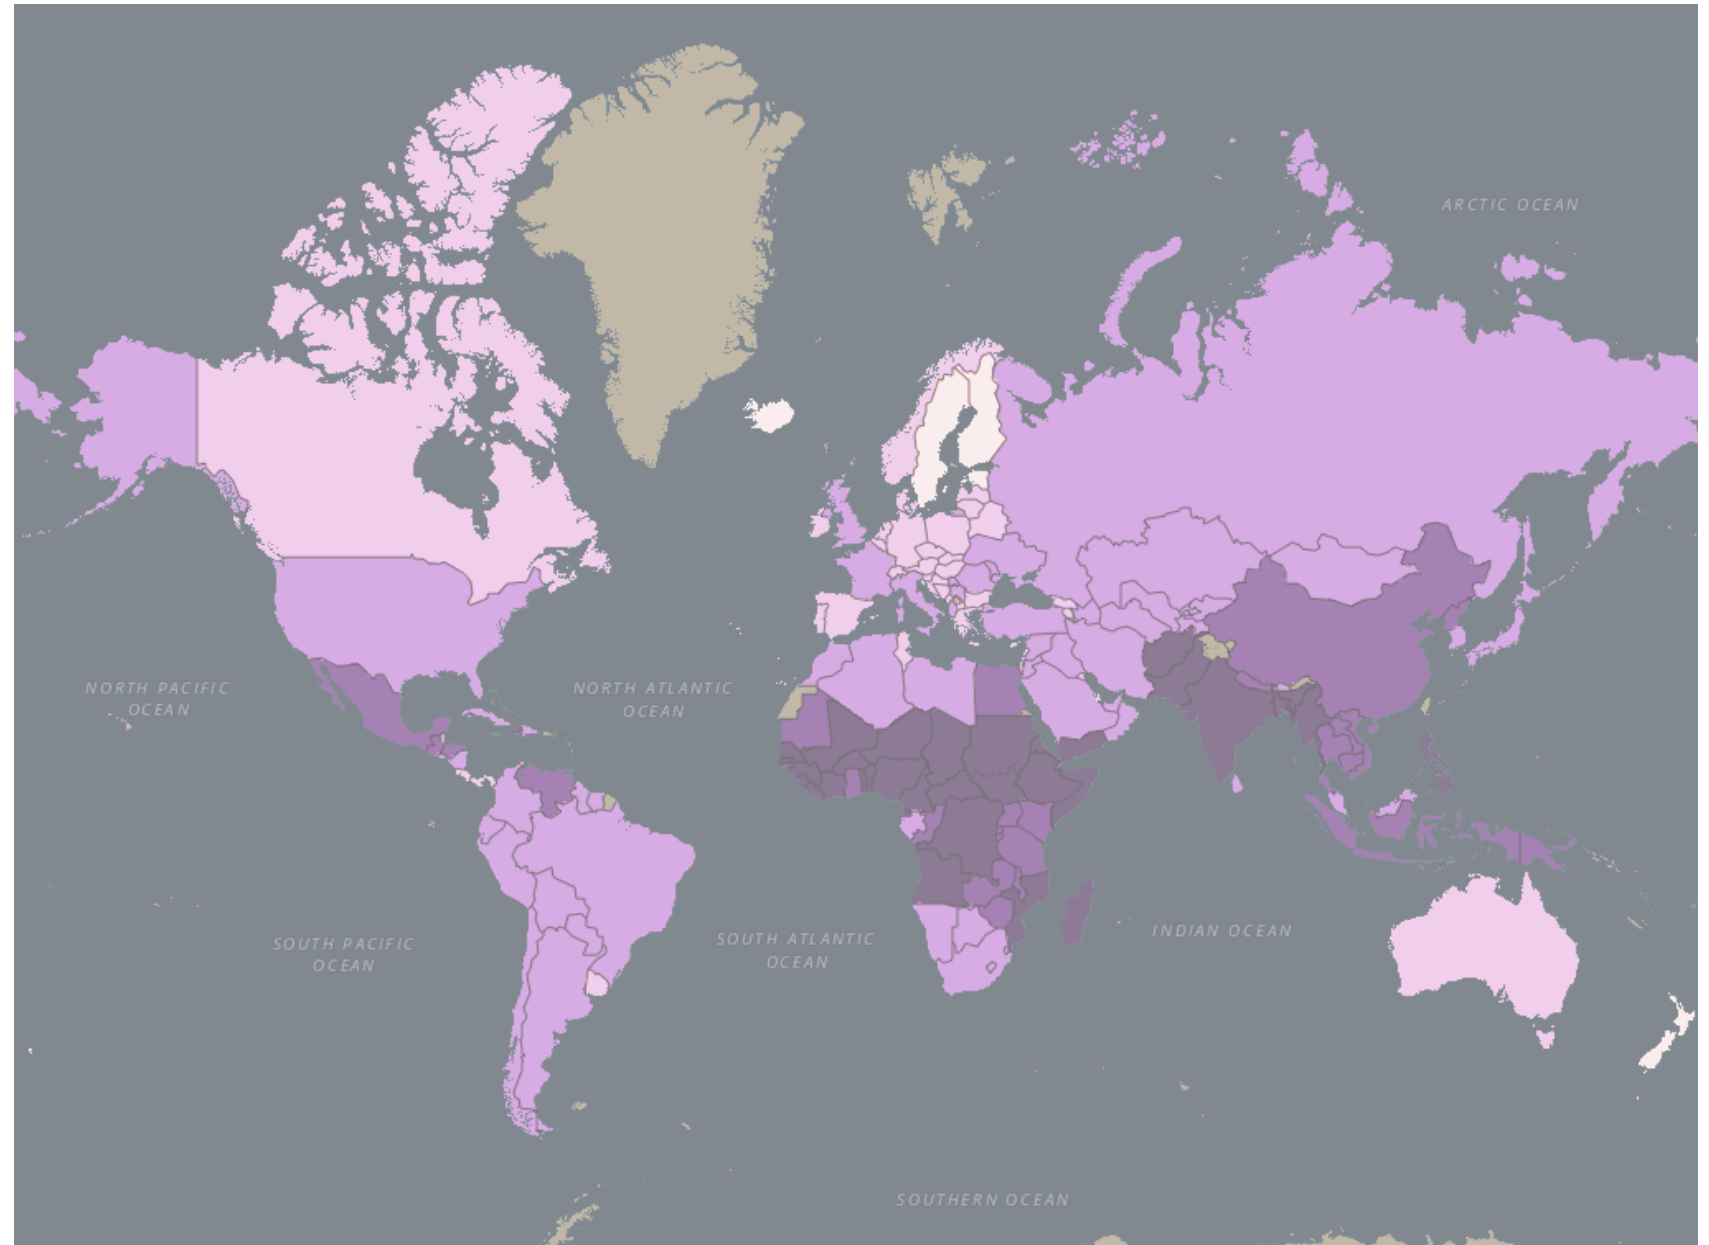 ARCTIC OCEAN
NORTH PACIFIC
OCEAN
NORTH ATLANTIC
OCEAN
SOUTH PACIFIC
OCEAN
SOUTH ATLANTIC
OCEAN
INDIAN OCEAN
SOUTHERN OCEAN